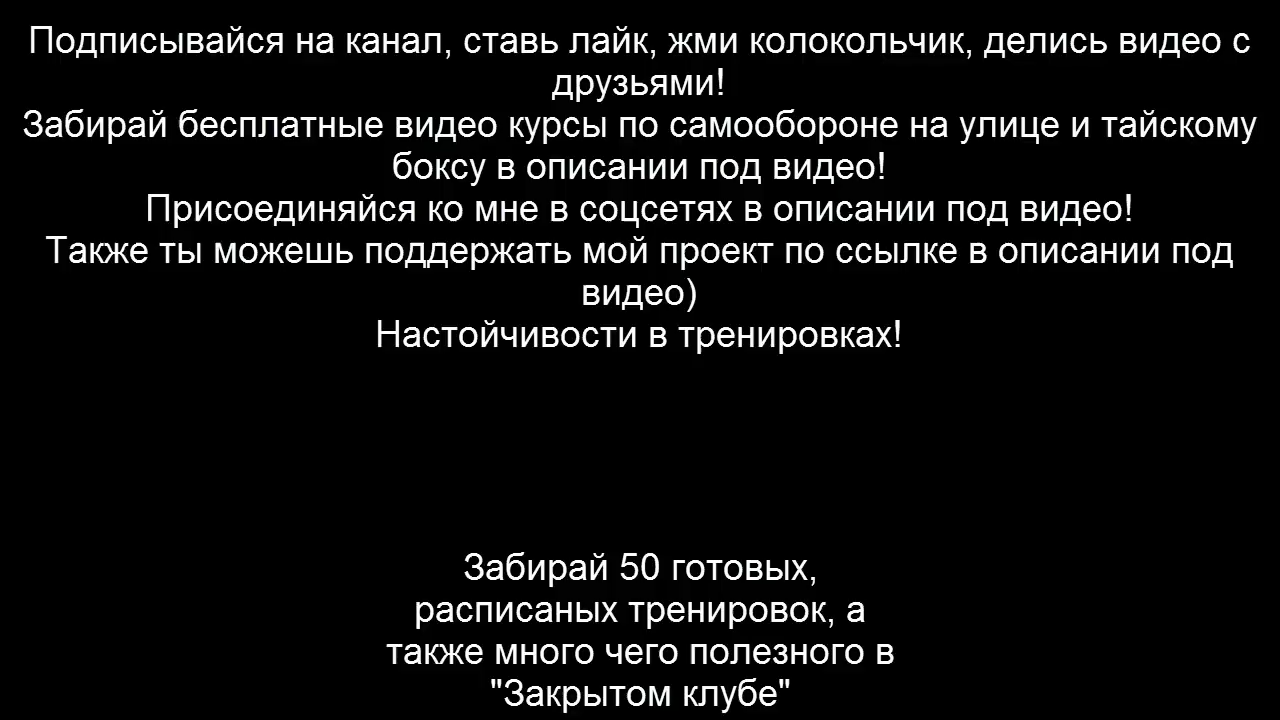 Подписывайся на канал, ставь лайк, жми колокольчик, делись видео с
друзьями!
Забирай бесплатные видео курсы по самообороне на улице и тайскому
боксу в описании под видео!
Присоединяйся ко мне в соцсетях в описании под видео!
Также ты можешь поддержать мой проект по ссылке в описании под
видео)
Настойчивости в тренировках!
Забирай 50 готовых,
расписаных тренировок, а
также много чего полезного в
"Закрытом клубе"